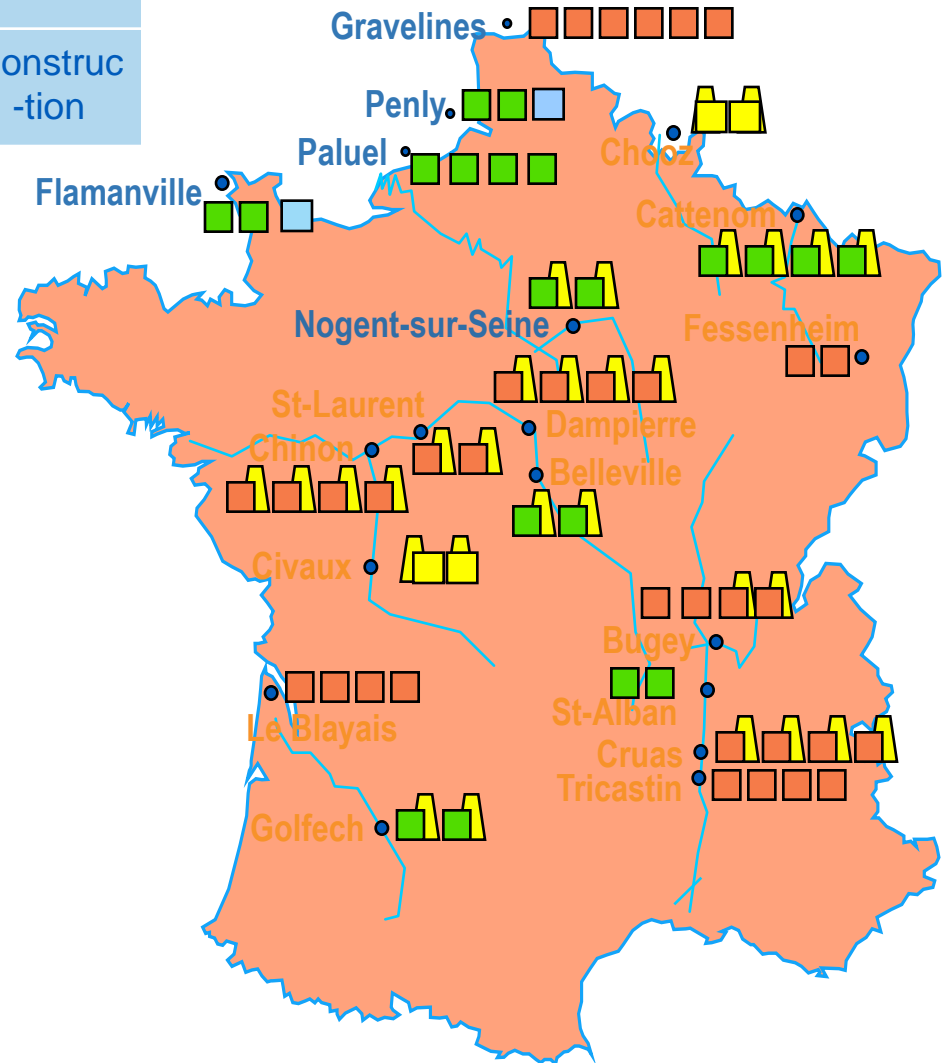 onstruc
-tion
Gravelines
Penly
Paluel
Chooz
Flamanville
Cattenom
Nogent-sur-Seine
Fessenheim
St-Laurent
Dampierre
Chinon
Belleville
Civaux
Bugey
St-Alban
Le Blayais
Cruas
Tricastin
Golfech